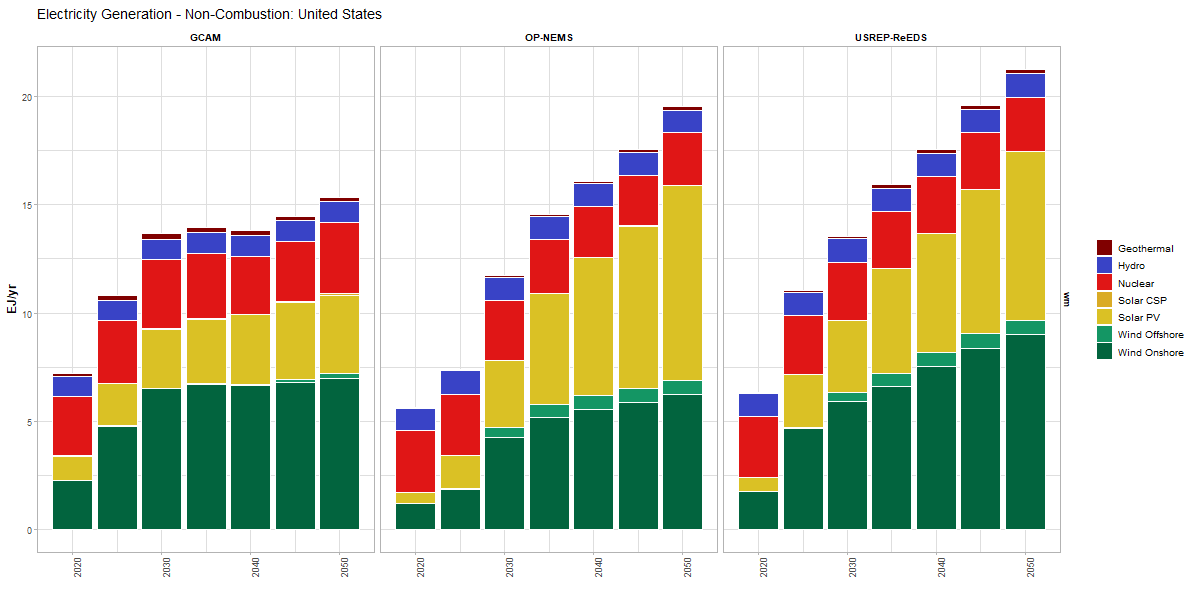 Electricity Generation - Non-Combustion: United States
GCAM
OP-NEMS
USREP-ReEDS
EJ/yr
20
15
10
5
0
2020
2030
2040
2050
2020
2030
2040
2050
2020
2030
2040
2050
wm
Geothermal
Hydro
Nuclear
Solar CSP
Solar PV
Wind Offshore
Wind Onshore